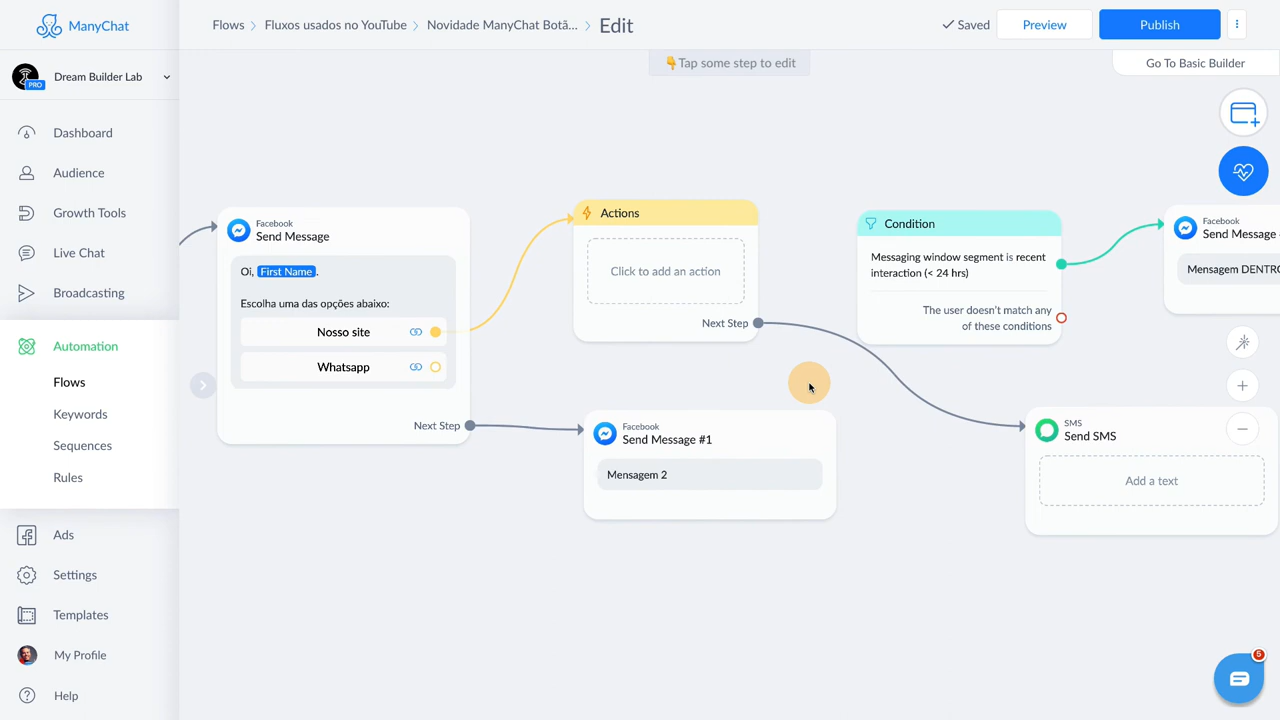 ManyChat
Flows
Fluxos usados no YouTube
Novidade ManyChat Botã...
Edit
Saved
Preview
Publish
Dream Builder Lab
PRO
👇Tap some step to edit
Go To Basic Builder
Dashboard
Audience
Growth Tools
Live Chat
Broadcasting
Automation
Flows
Keywords
Sequences
Rules
Ads
Settings
Templates
My Profile
Help
Facebook
Send Message
Oi, First Name.
Escolha uma das opções abaixo:
Nosso site
Whatsapp
Next Step
Actions
Click to add an action
Next Step
Facebook
Send Message #1
Mensagem 2
Condition
Messaging window segment is recent
interaction (< 24 hrs)
The user doesn't match any
of these conditions
Facebook
Send Message
Mensagem DENTRO
SMS
Send SMS
Add a text
5